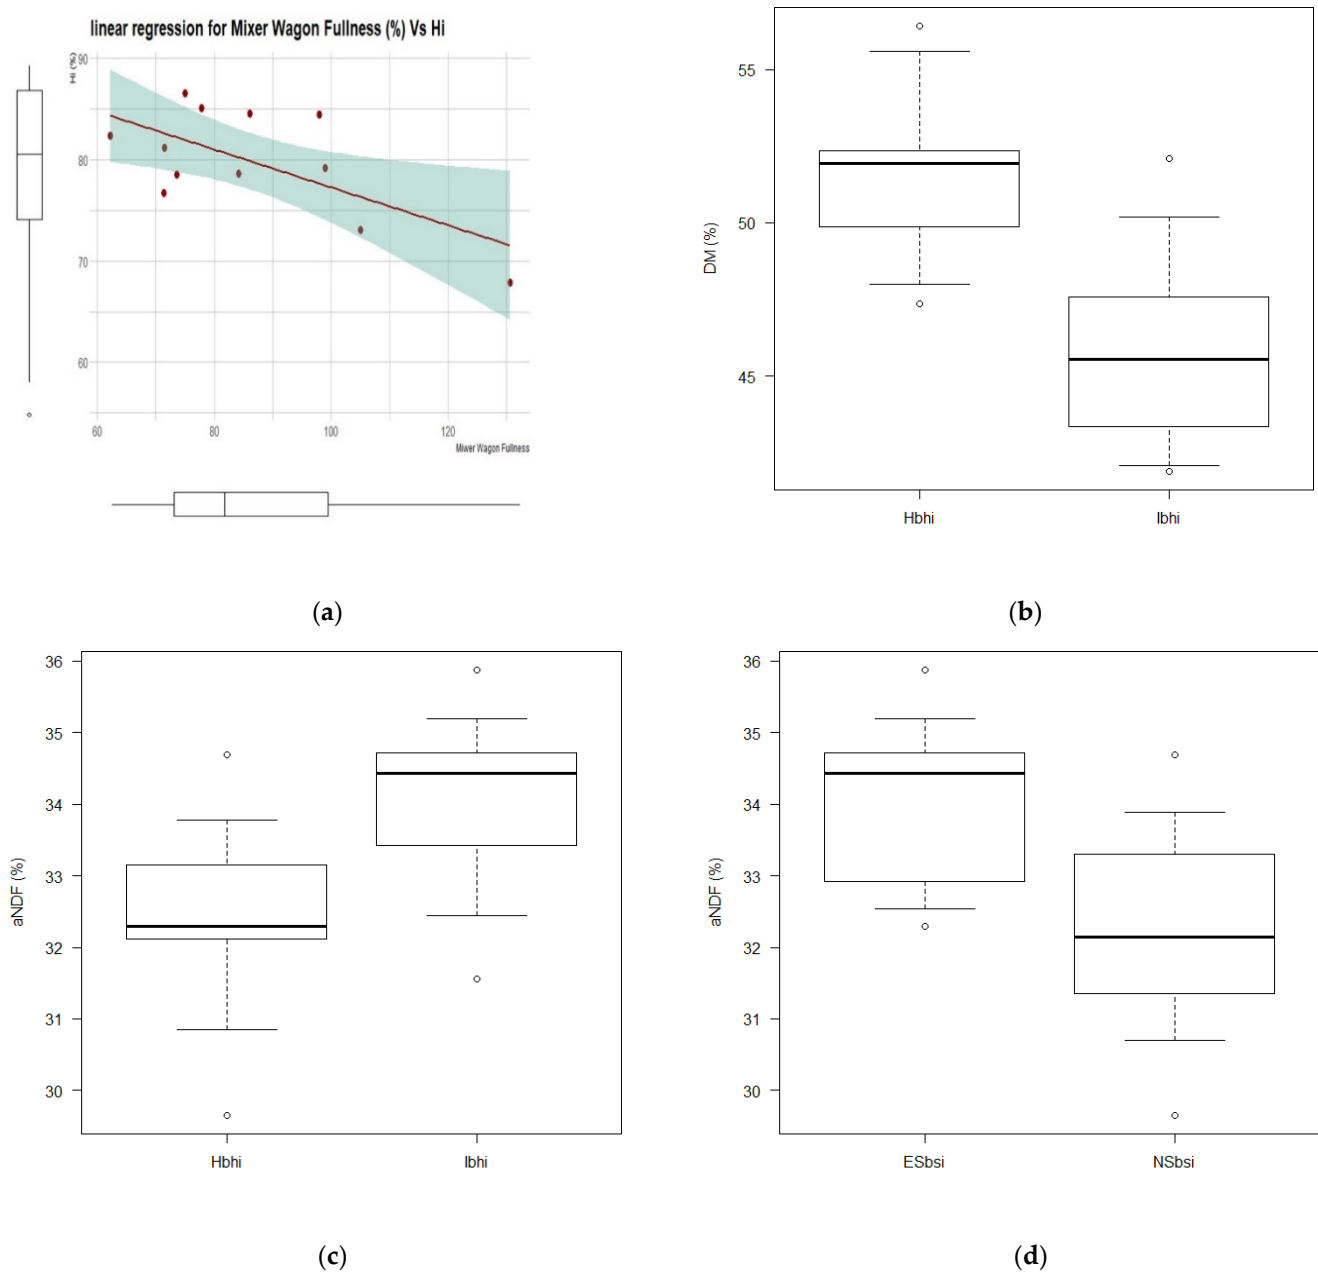 linear regression for Mixer Wagon Fullness (%) Vs Hi
Hi (%)
90
80
70
60
60 80 100 120
Miwer Wagon Fullness
DM (%)
55
50
45
Hbhi Ibhi
(a)
(b)
aNDF (%)
36
35
34
33
32
31
30
Hbhi Ibhi
aNDF (%)
36
35
34
33
32
31
30
ESbsi NSbsi
(c)
(d)